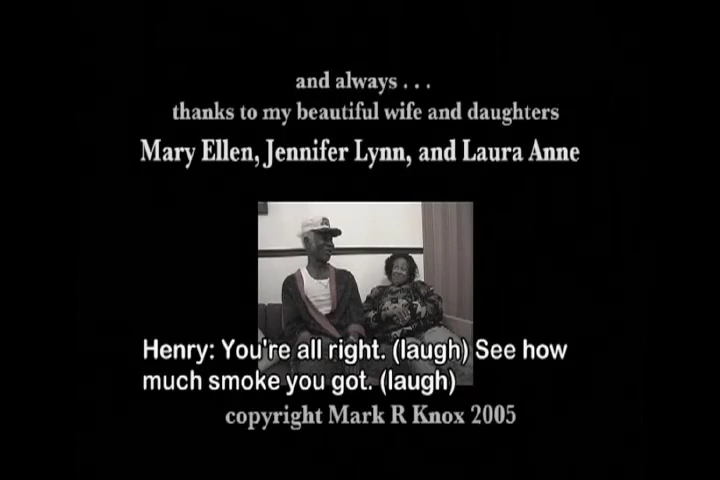 and always . . .
thanks to my beautiful wife and daughters
Mary Ellen, Jennifer Lynn, and Laura Anne
Henry: You're all right. (laugh) See how
much smoke you got. (laugh)
copyright Mark R Knox 2005